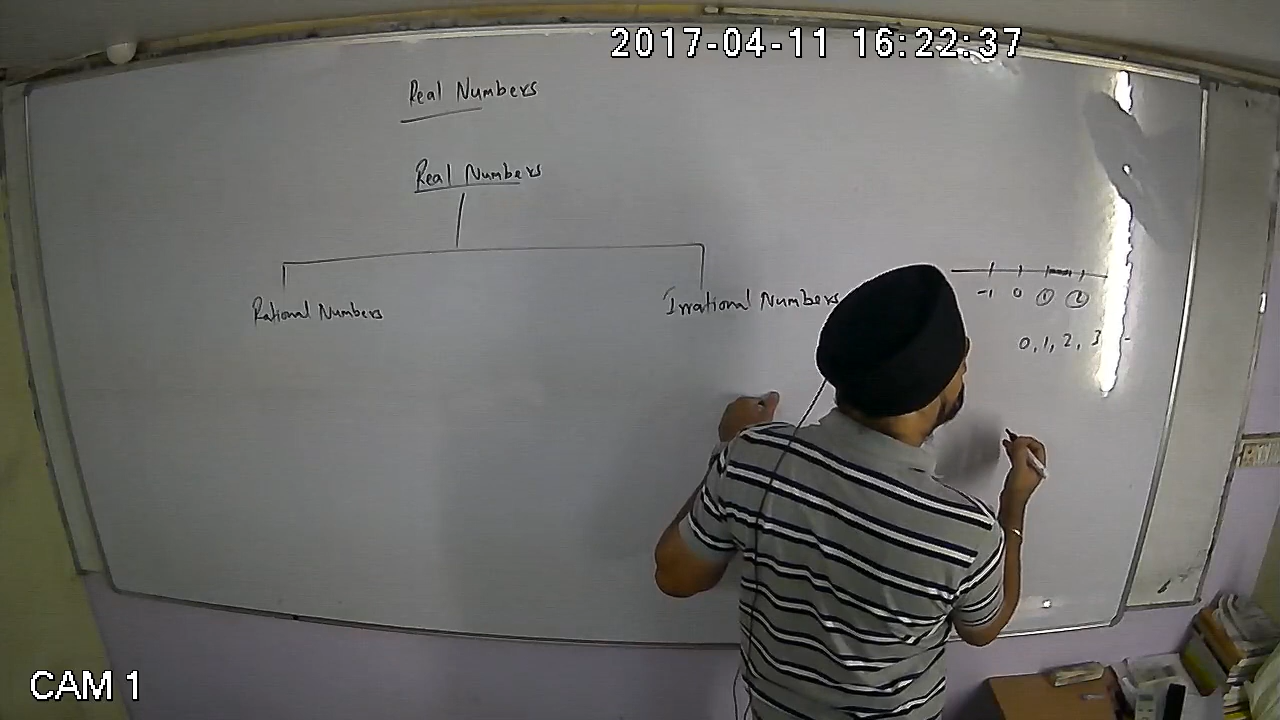 2017-04-11 16:22:37
Real Numbers
Real Numbers
Rational Numbers
Irrational Numbers
-1 0 1 2
0, 1, 2, 3 -
CAM 1